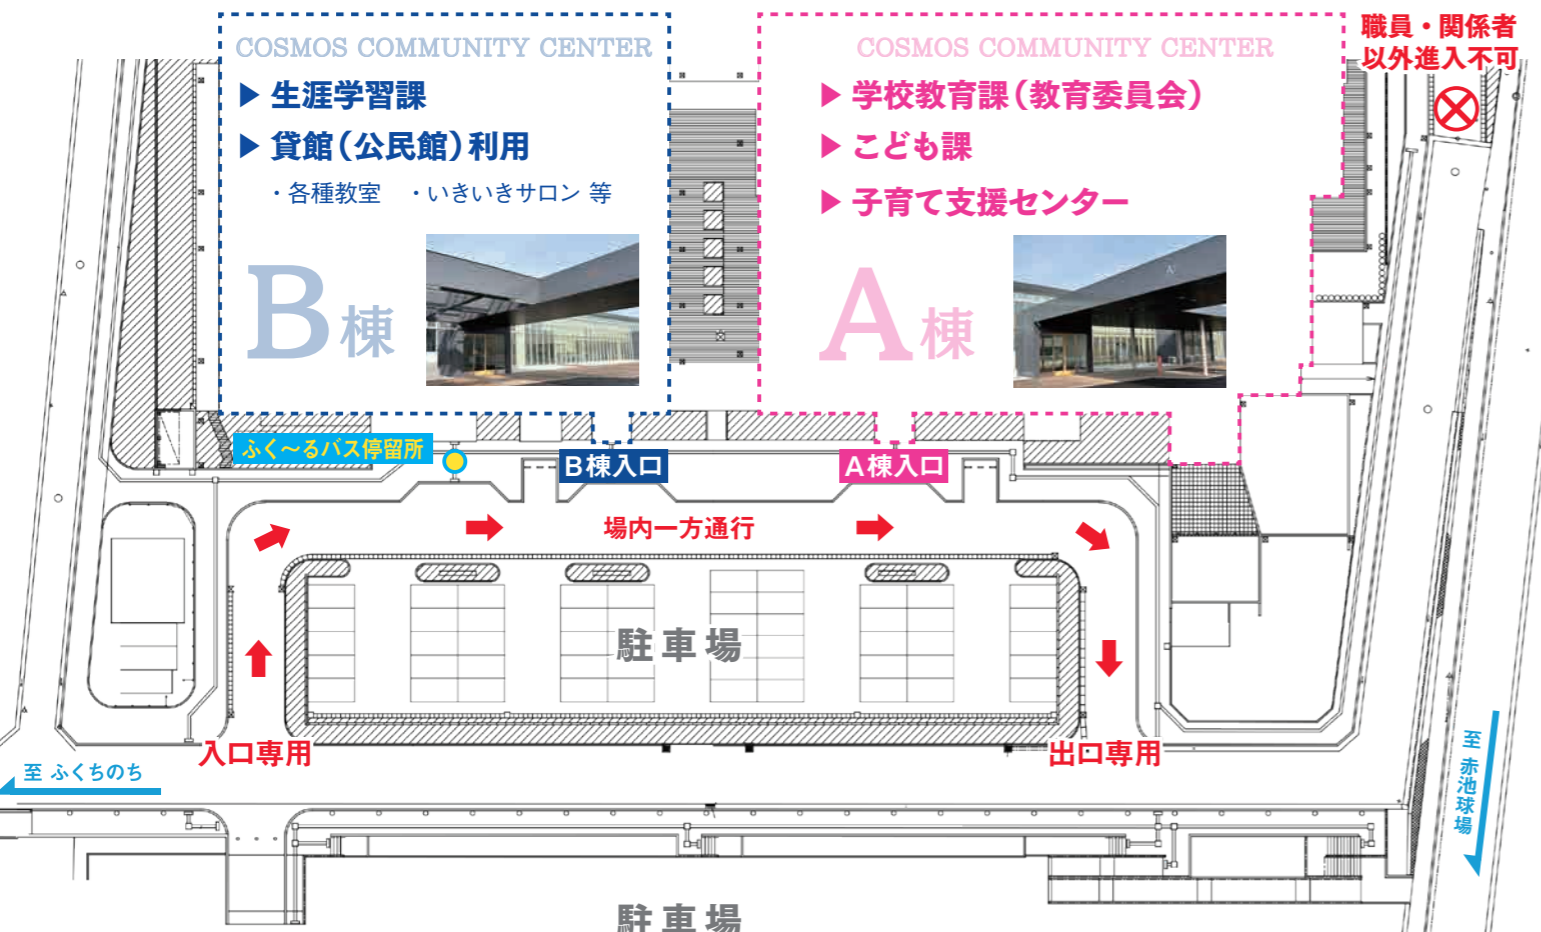 COSMOS COMMUNITY CENTER
▶ 生涯学習課
▶ 貸館（公民館）利用
・各種教室 ・いきいきサロン 等
B棟
COSMOS COMMUNITY CENTER
▶ 学校教育課（教育委員会）
▶ こども課
▶ 子育て支援センター
A棟
A
職員・関係者
以外進入不可
ふく〜るバス停留所
B棟入口
A棟入口
場内一方通行
駐車場
入口専用
出口専用
至 ふくちのち
至 赤池球場
駐車場